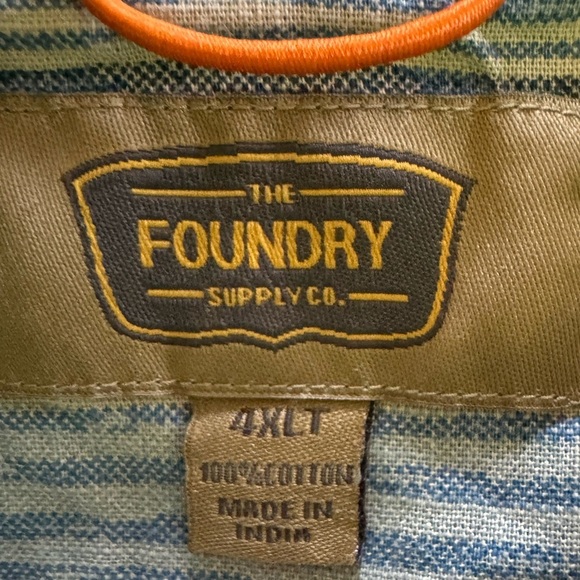 THE
FOUNDRY
SUPPLY CO.
4XLT
100% COTTON
MADE IN
INDIA